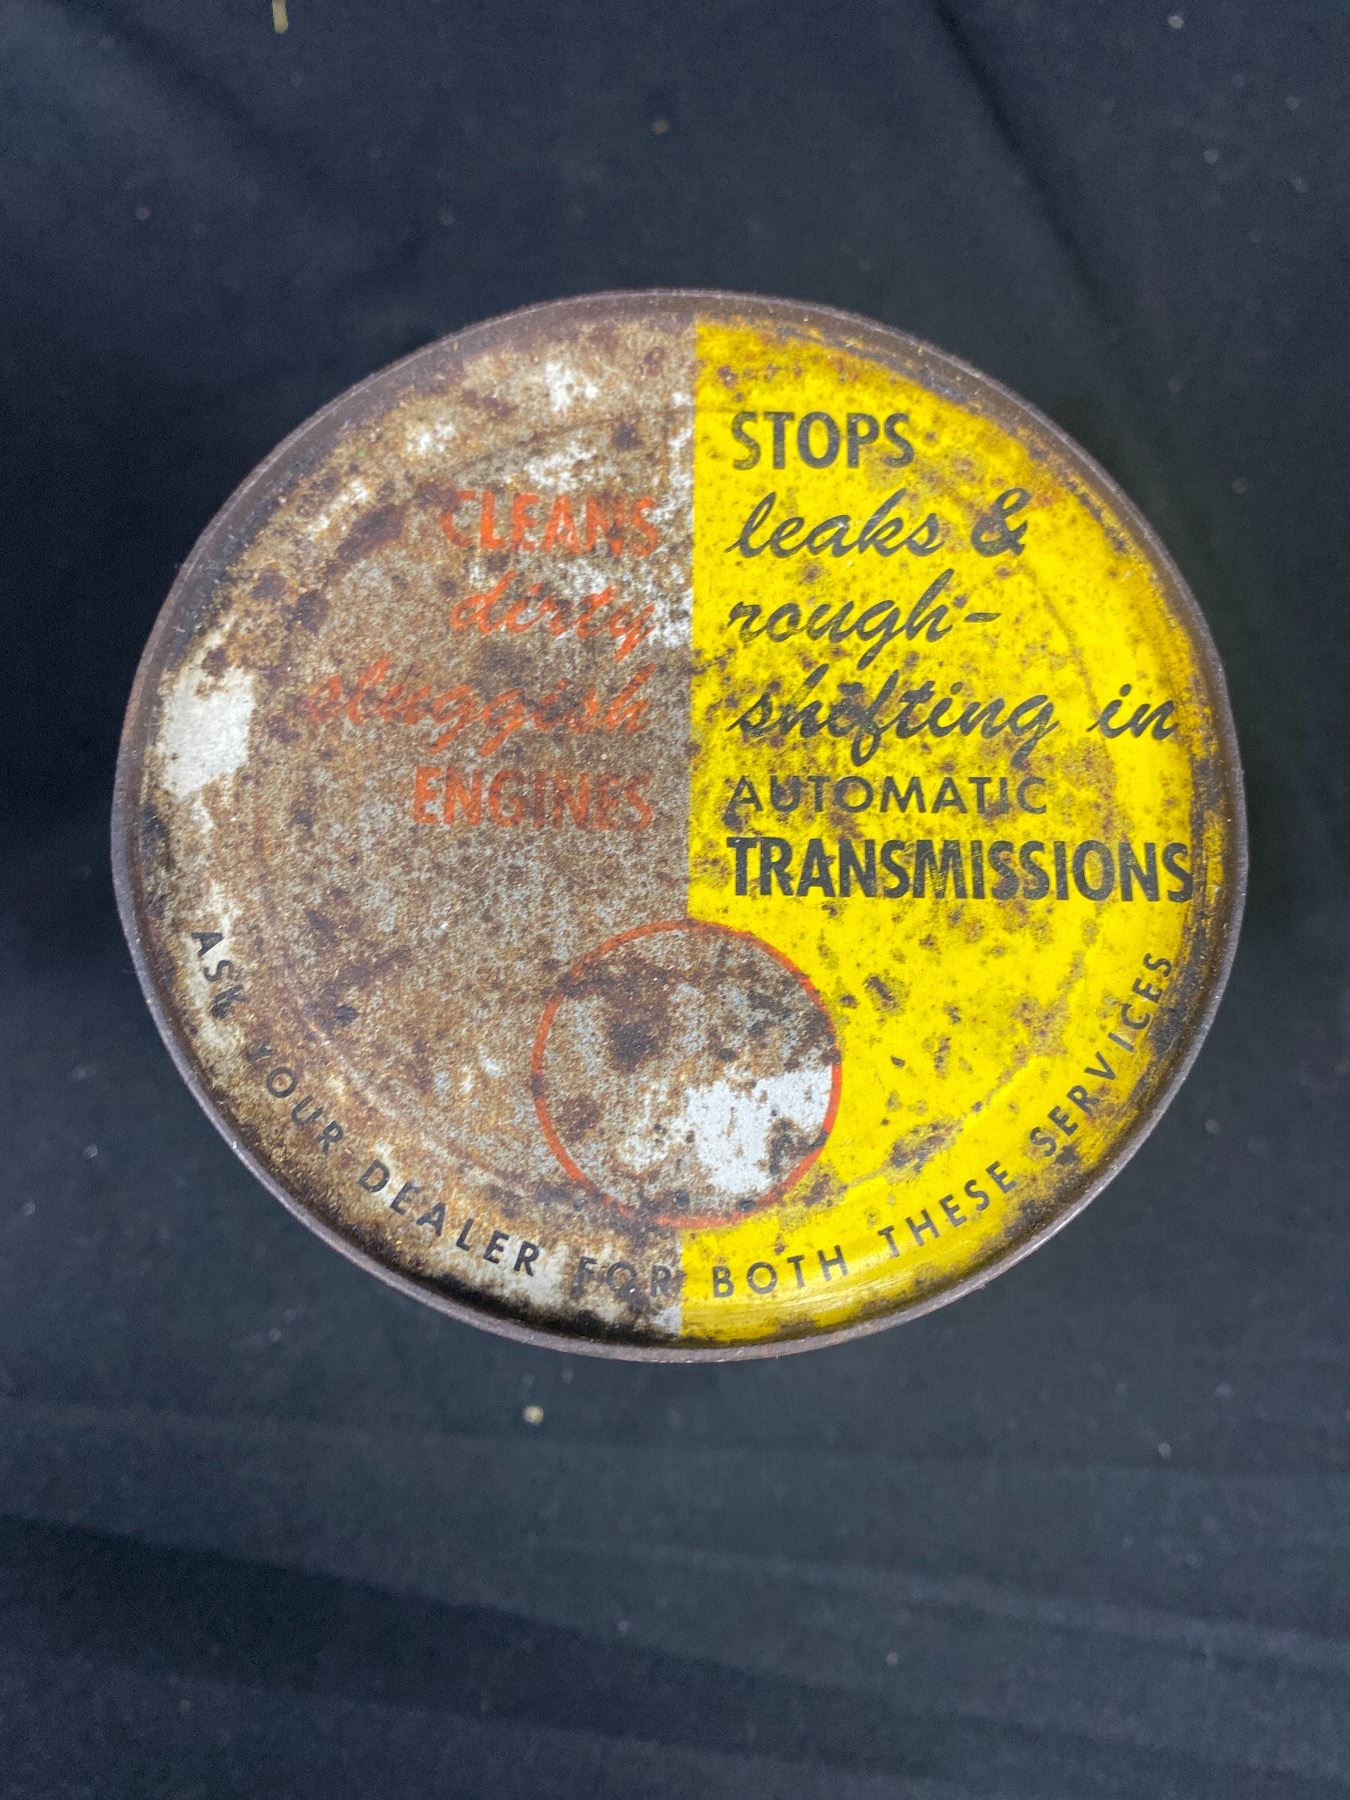 CLEANS
dirty
sluggish
ENGINES
STOPS
leaks &
rough-
shifting in
AUTOMATIC
TRANSMISSIONS
ASK YOUR DEALER FOR BOTH THESE SERVICES